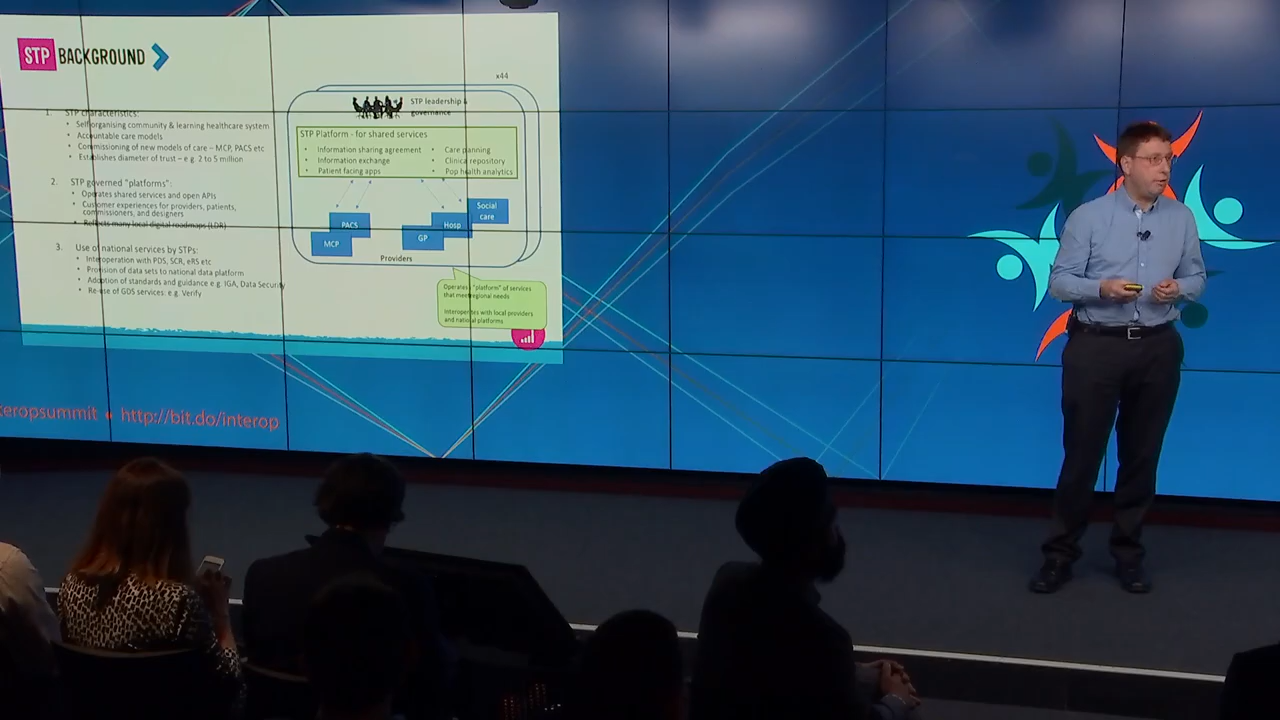 STP BACKGROUND
1. STP characteristics:
• Self organising community & learning healthcare system
• Accountable care models
• Commissioning of new models of care – MCP, PACS etc
• Establishes diameter of trust – e.g. 2 to 5 million
2. STP governed "platforms":
• Operates shared services and open APIs
• Customer experiences for providers, patients,
commissioners, and designers
• Reflects many local digital roadmaps (LDR)
3. Use of national services by STPs:
• Interoperation with PDS, SCR, eRS etc
• Provision of data sets to national data platform
• Adoption of standards and guidance e.g. IGA, Data Security
• Re-use of GDS services: e.g. Verify
x44
STP leadership &
governance
STP Platform - for shared services
• Information sharing agreement
• Information exchange
• Patient facing apps
• Care planning
• Clinical repository
• Pop health analytics
PACS
MCP
GP
Hosp
Social
care
Providers
Operates a "platform" of services
that meet regional needs
Interoperates with local providers
and national platforms
teropsummit • http://bit.do/interop